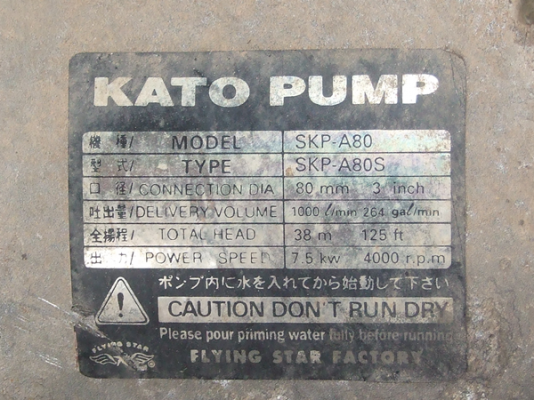 KATO PUMP
機種/ MODEL SKP-A80
型式/ TYPE SKP-A80S
口径/ CONNECTION DIA 80 mm 3 inch
吐出量/ DELIVERY VOLUME 1000 ℓ/min 264 gal/min
全揚程/ TOTAL HEAD 38 m 125 ft
出力/ POWER SPEED 7.5 kw 4000 r.p.m
ポンプ内に水を入れてから始動して下さい
CAUTION DON'T RUN DRY
Please pour priming water fully before running
FLYING STAR
FLYING STAR FACTORY